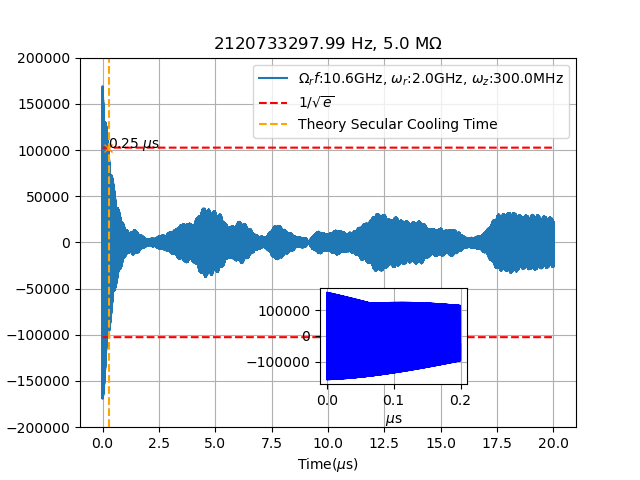 2120733297.99 Hz, 5.0 MΩ
200000
150000
100000
50000
0
−50000
−100000
−150000
−200000
Ω_rf:10.6GHz, ω_r:2.0GHz, ω_z:300.0MHz
1/√e
Theory Secular Cooling Time
0.25 μs
100000
0
−100000
0.0 0.1 0.2
μs
0.0 2.5 5.0 7.5 10.0 12.5 15.0 17.5 20.0
Time(μs)